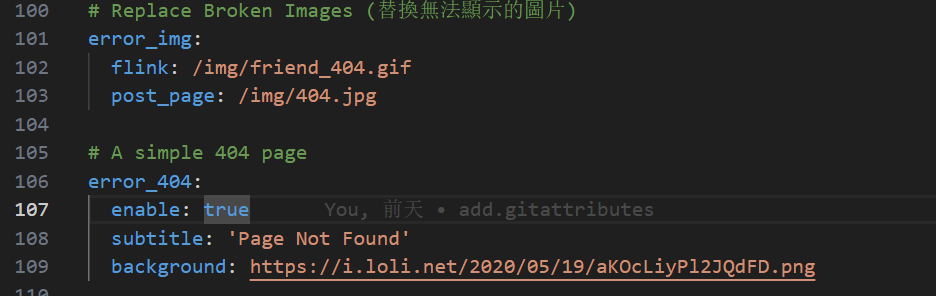 100 # Replace Broken Images (替換無法顯示的圖片)
101 error_img:
102 flink: /img/friend_404.gif
103 post_page: /img/404.jpg
104
105 # A simple 404 page
106 error_404:
107 enable: true You, 前天 • add.gitattributes
108 subtitle: 'Page Not Found'
109 background: https://i.loli.net/2020/05/19/aKOcLiyPl2JQdFD.png
110